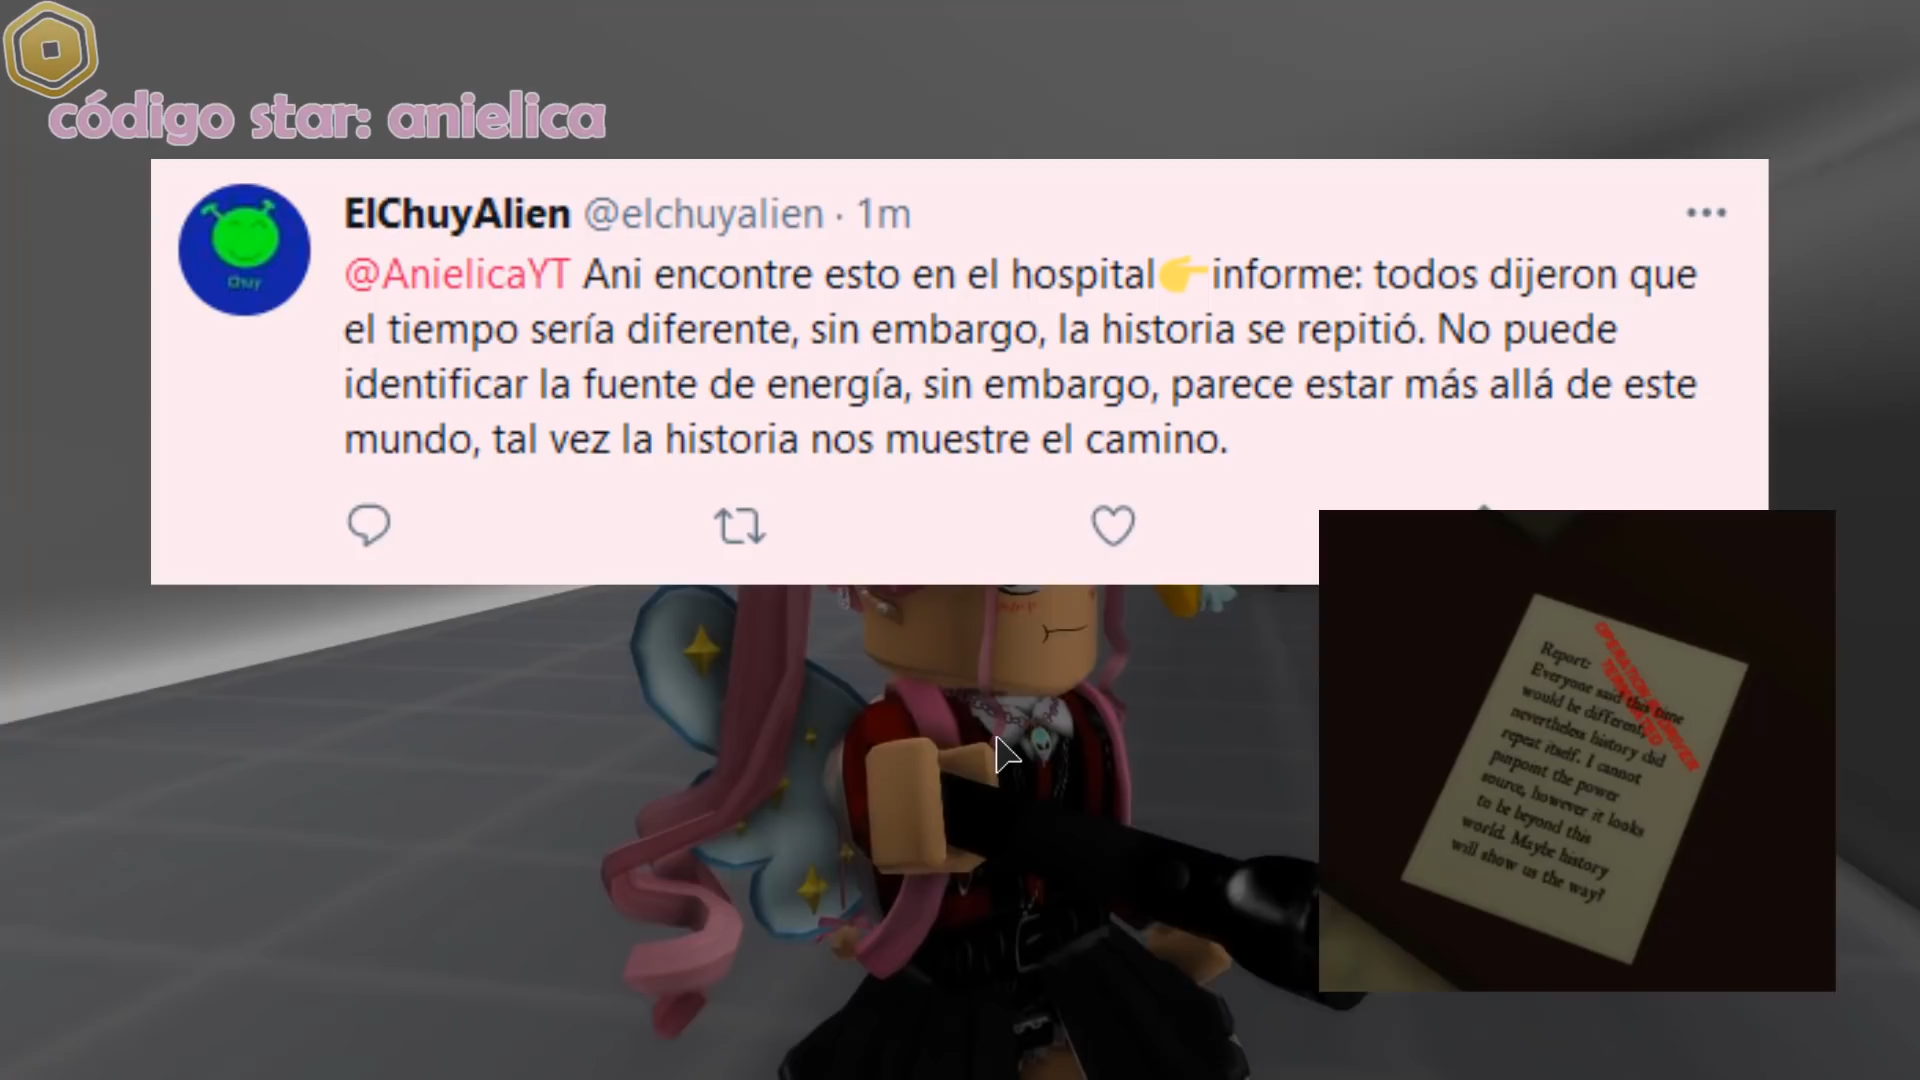 código star: anielica
ElChuyAlien @elchuyalien · 1m
@AnielicaYT Ani encontre esto en el hospital👉informe: todos dijeron que
el tiempo sería diferente, sin embargo, la historia se repitió. No puede
identificar la fuente de energía, sin embargo, parece estar más allá de este
mundo, tal vez la historia nos muestre el camino.
Chuy
Report:
Everyone said this time
would be different,
nevertheless history did
repeat itself. I cannot
pinpoint the power
source, however it looks
to be beyond this
world. Maybe history
will show us the way?
OPERATION
TERMINATED